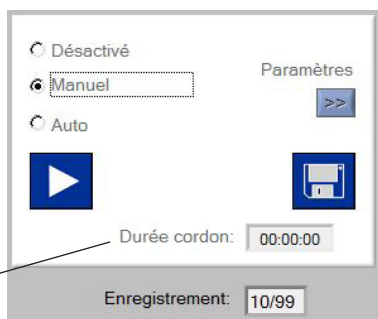 Désactivé
Manuel
Paramètres
>>
Auto
Durée cordon: 00:00:00
Enregistrement: 10/99